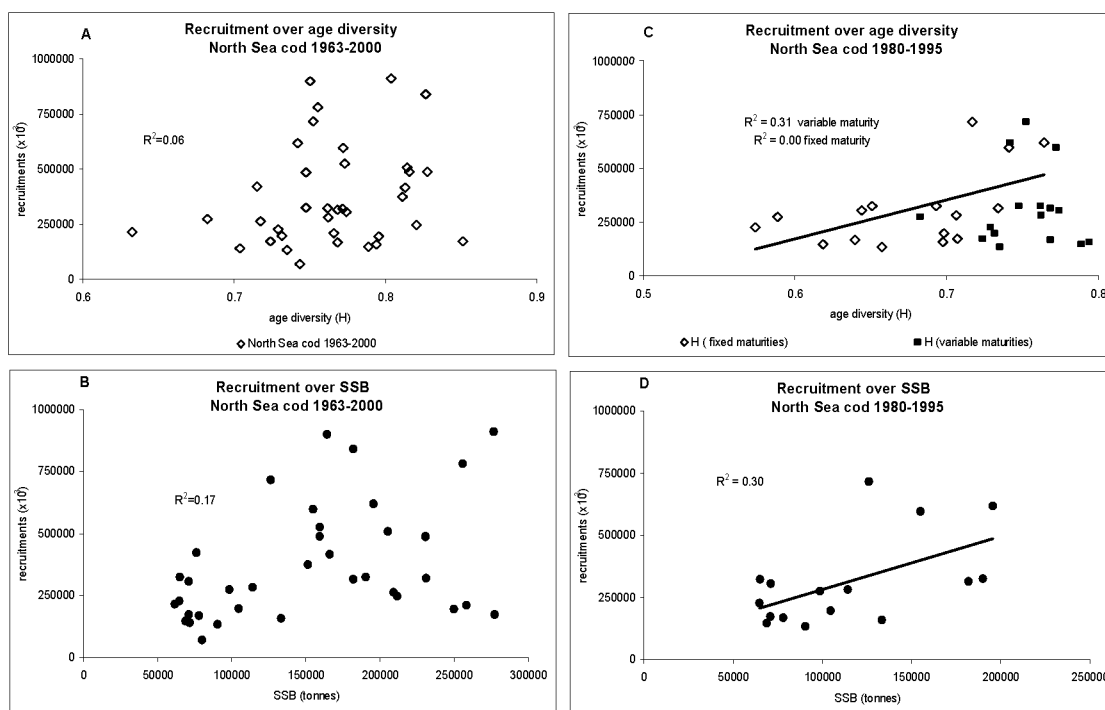 A
Recruitment over age diversity
North Sea cod 1963-2000
1000000
750000
500000
250000
0
recruitments (x10³)
R²=0.06
0.6 0.7 0.8 0.9
age diversity (H)
North Sea cod 1963-2000
C
Recruitment over age diversity
North Sea cod 1980-1995
1000000
750000
500000
250000
0
recruitments (x10³)
R² = 0.31 variable maturity
R² = 0.00 fixed maturity
0.5 0.6 0.7 0.8
age diversity (H)
H ( fixed maturities) H (variable maturities)
B
Recruitment over SSB
North Sea cod 1963-2000
1000000
750000
500000
250000
0
recruitments (x10³)
R²=0.17
0 50000 100000 150000 200000 250000 300000
SSB (tonnes)
D
Recruitment over SSB
North Sea cod 1980-1995
1000000
750000
500000
250000
0
recruitments (x10³)
R² = 0.30
0 50000 100000 150000 200000 250000
SSB (tonnes)